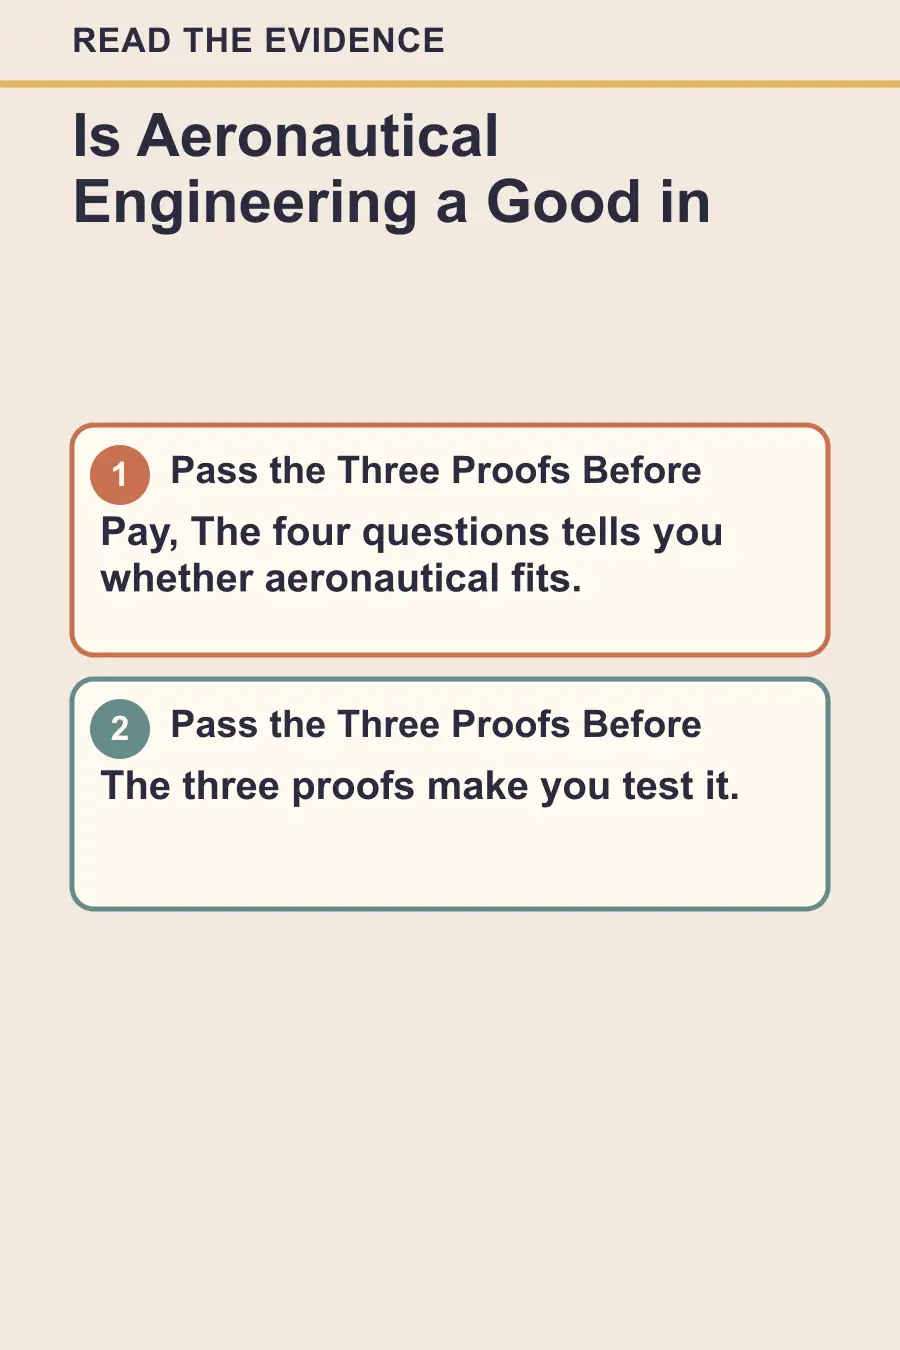 READ THE EVIDENCE
Is Aeronautical
Engineering a Good in
1 Pass the Three Proofs Before
Pay, The four questions tells you
whether aeronautical fits.
2 Pass the Three Proofs Before
The three proofs make you test it.